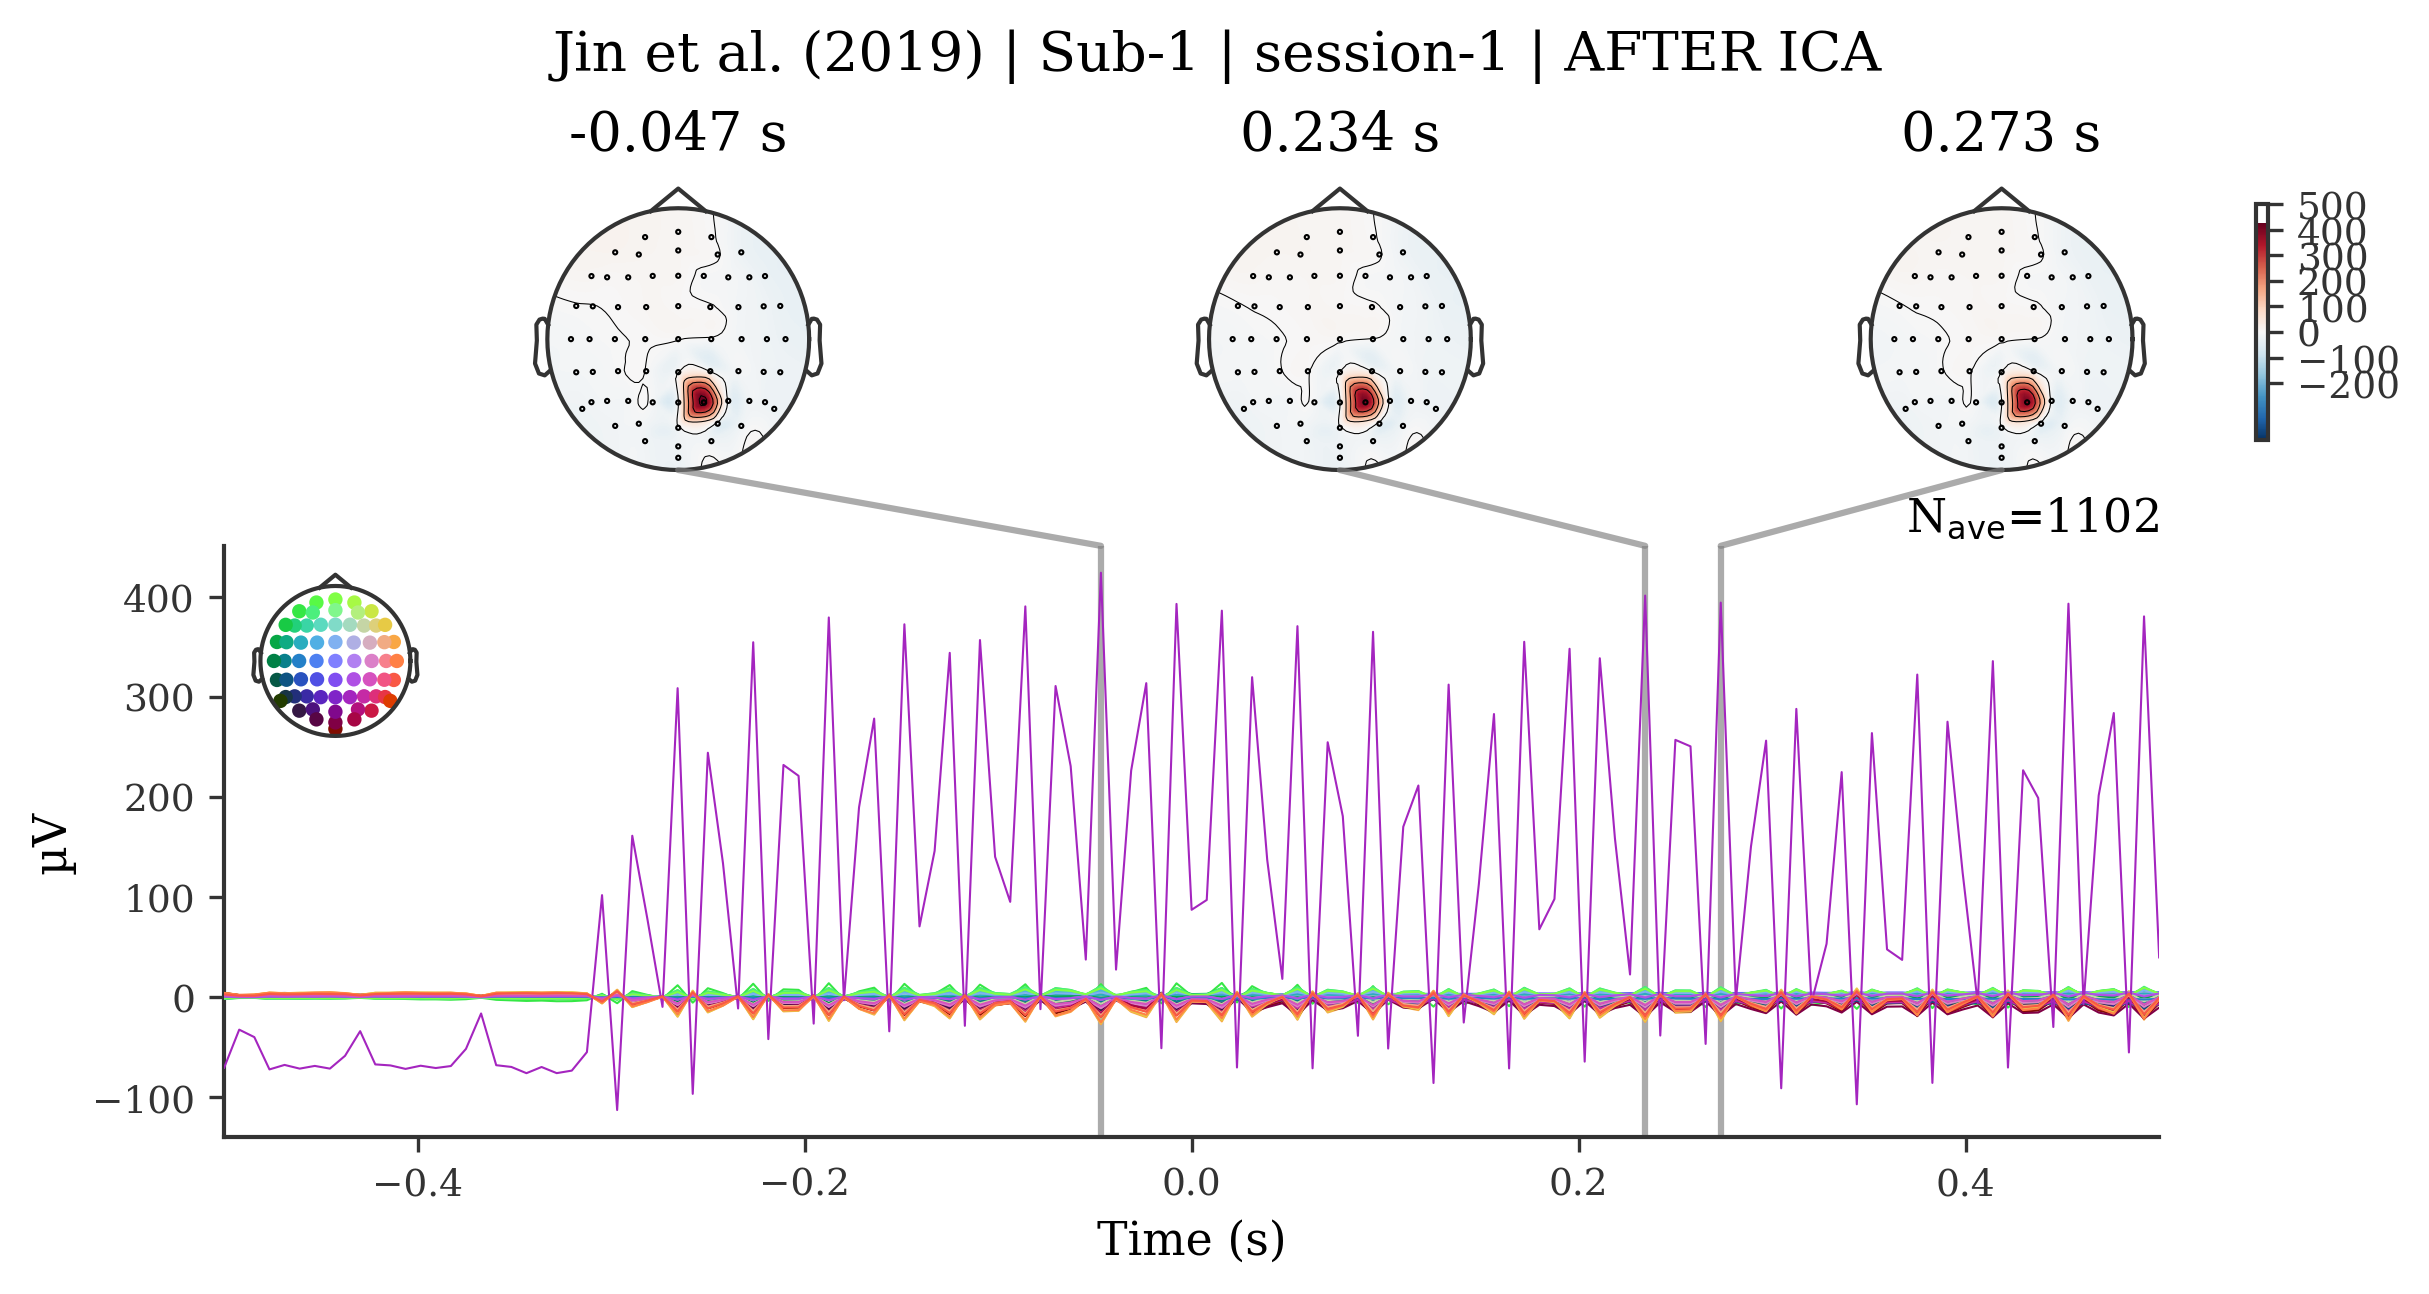 Jin et al. (2019) | Sub-1 | session-1 | AFTER ICA
-0.047 s
0.234 s
0.273 s
500
400
300
200
100
0
−100
−200
Nave=1102
µV
400
300
200
100
0
−100
−0.4
−0.2
0.0
0.2
0.4
Time (s)